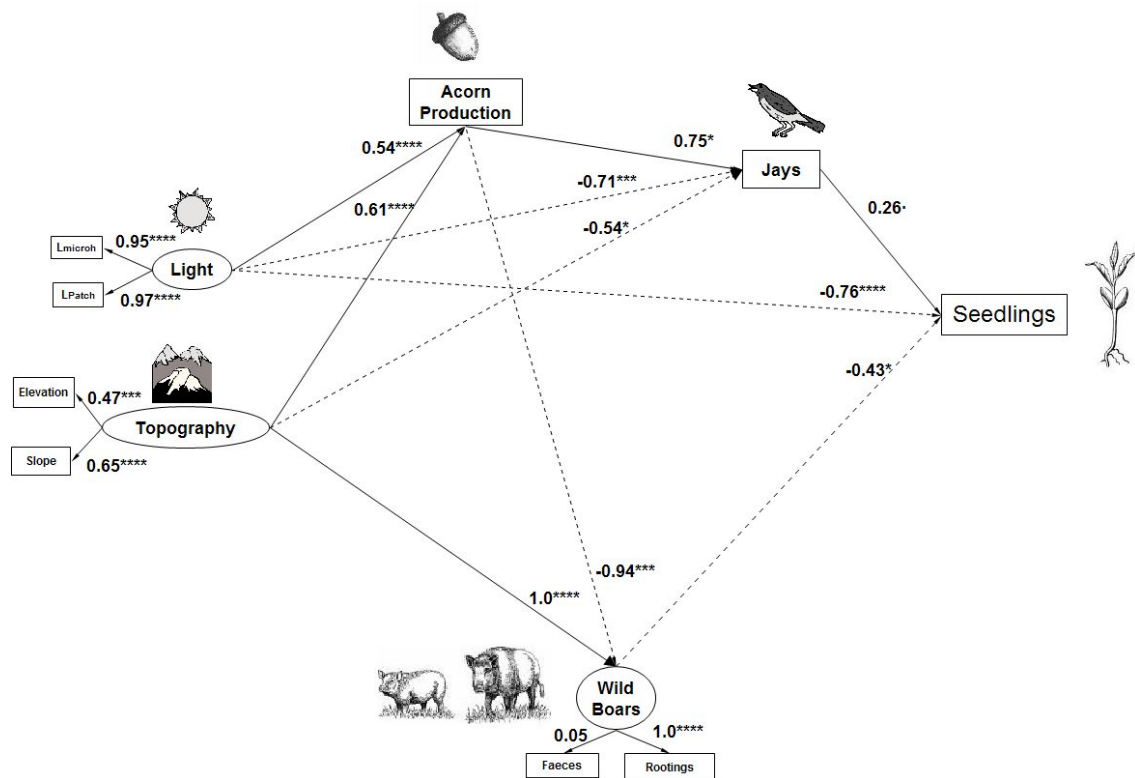 Acorn
Production
0.54****
0.75*
Jays
-0.71***
0.61****
-0.54*
0.26·
0.95****
Lmicroh
Light
LPatch
0.97****
-0.76****
Seedlings
-0.43*
Elevation
0.47***
Topography
Slope
0.65****
-0.94***
1.0****
Wild
Boars
0.05
1.0****
Faeces
Rootings